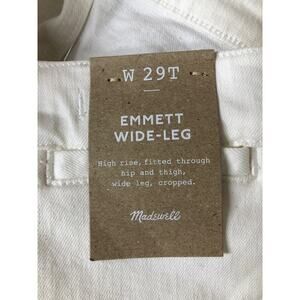 W 29T
EMMETT
WIDE-LEG
High rise, fitted through
hip and thigh,
wide leg, cropped.
Madewell